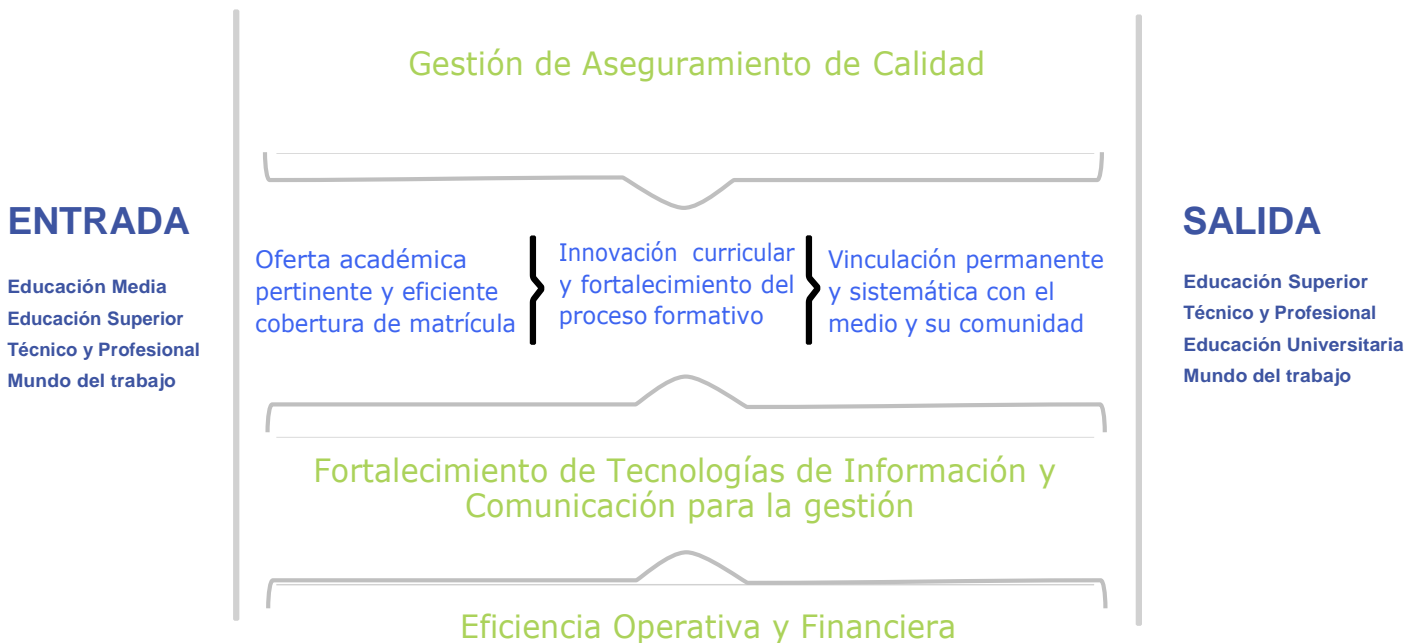 Gestión de Aseguramiento de Calidad
ENTRADA
Educación Media
Educación Superior
Técnico y Profesional
Mundo del trabajo
Oferta académica
pertinente y eficiente
cobertura de matrícula
Innovación curricular
y fortalecimiento del
proceso formativo
Vinculación permanente
y sistemática con el
medio y su comunidad
SALIDA
Educación Superior
Técnico y Profesional
Educación Universitaria
Mundo del trabajo
Fortalecimiento de Tecnologías de Información y
Comunicación para la gestión
Eficiencia Operativa y Financiera